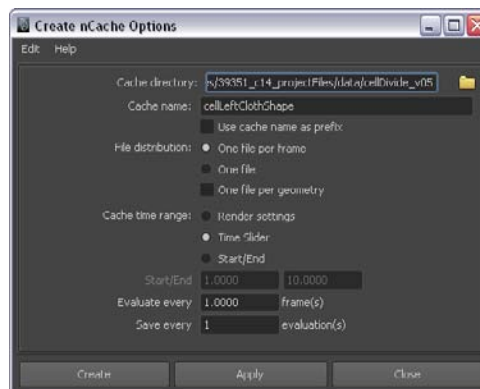 Create nCache Options
Edit Help
Cache directory: rs/39351_c14_projectFiles/data/cellDivide_v05
Cache name: cellLeftClothShape
Use cache name as prefix
File distribution: One file per frame
One file
One file per geometry
Cache time range: Render settings
Time Slider
Start/End
Start/End 1.0000 10.0000
Evaluate every 1.0000 frame(s)
Save every 1 evaluation(s)
Create Apply Close